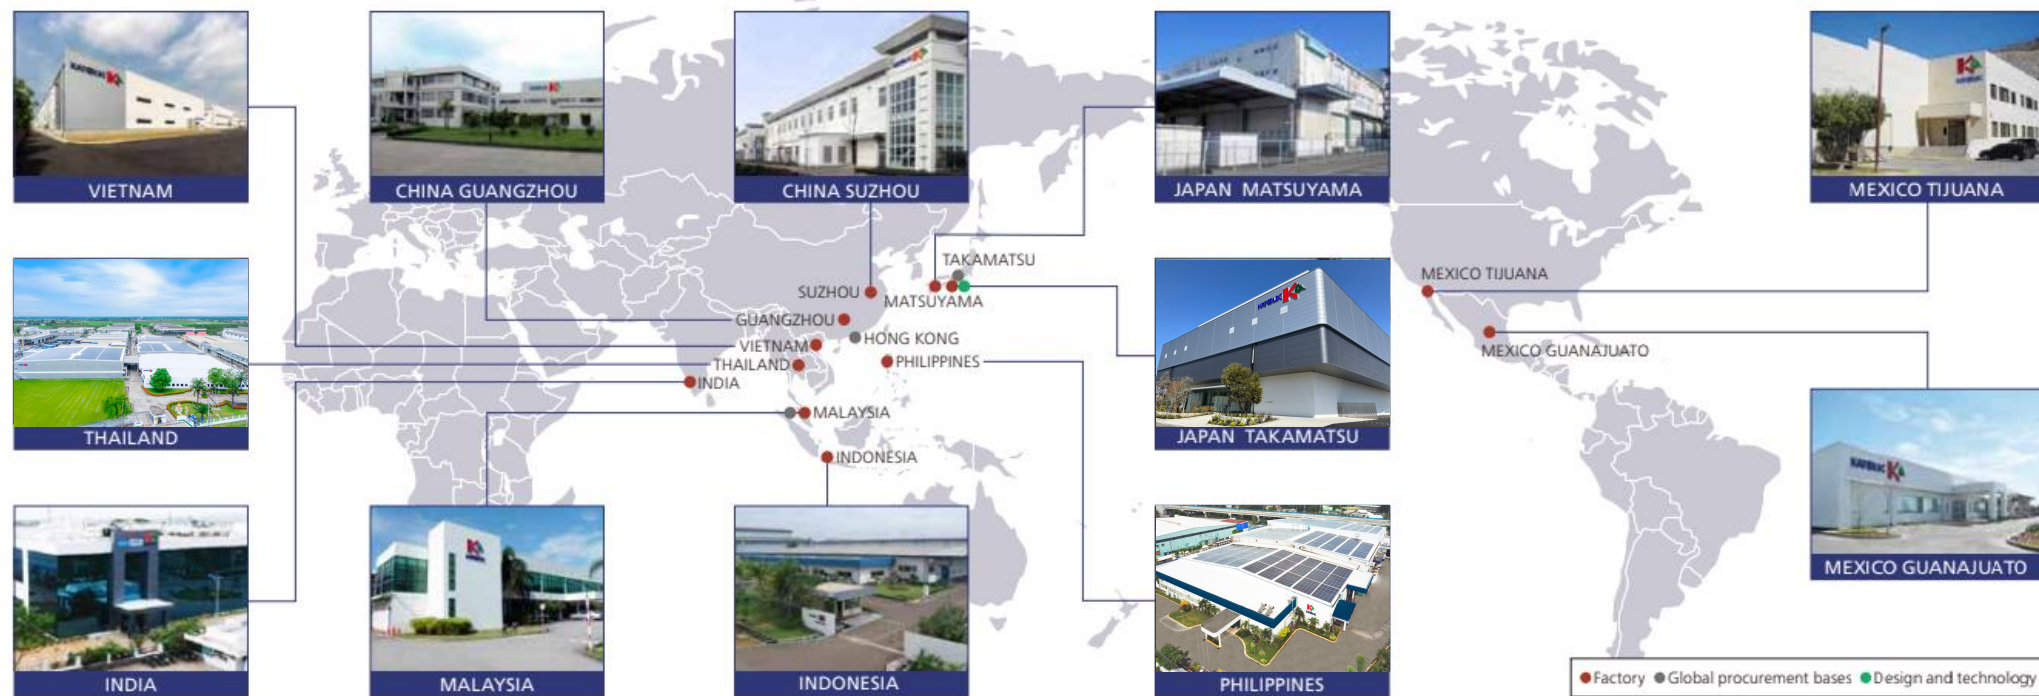 VIETNAM
CHINA GUANGZHOU
CHINA SUZHOU
JAPAN MATSUYAMA
MEXICO TIJUANA
TAKAMATSU
MATSUYAMA
SUZHOU
GUANGZHOU
HONG KONG
VIETNAM
THAILAND
PHILIPPINES
INDIA
MALAYSIA
INDONESIA
MEXICO TIJUANA
MEXICO GUANAJUATO
THAILAND
JAPAN TAKAMATSU
MEXICO GUANAJUATO
INDIA
MALAYSIA
INDONESIA
PHILIPPINES
Factory Global procurement bases Design and technology